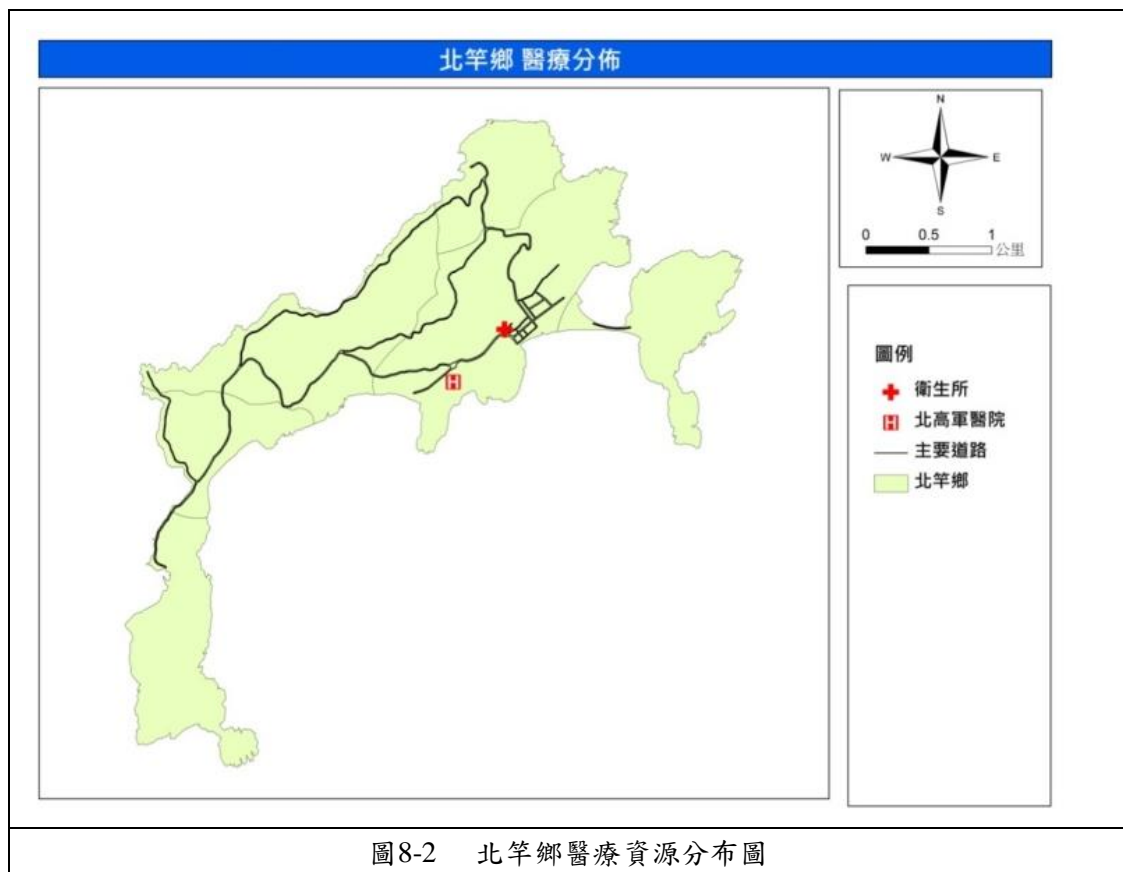 北竿鄉 醫療分佈
N
W
E
S
0 0.5 1
公里
圖例
衛生所
H 北高軍醫院
主要道路
北竿鄉
H
圖8-2 北竿鄉醫療資源分布圖